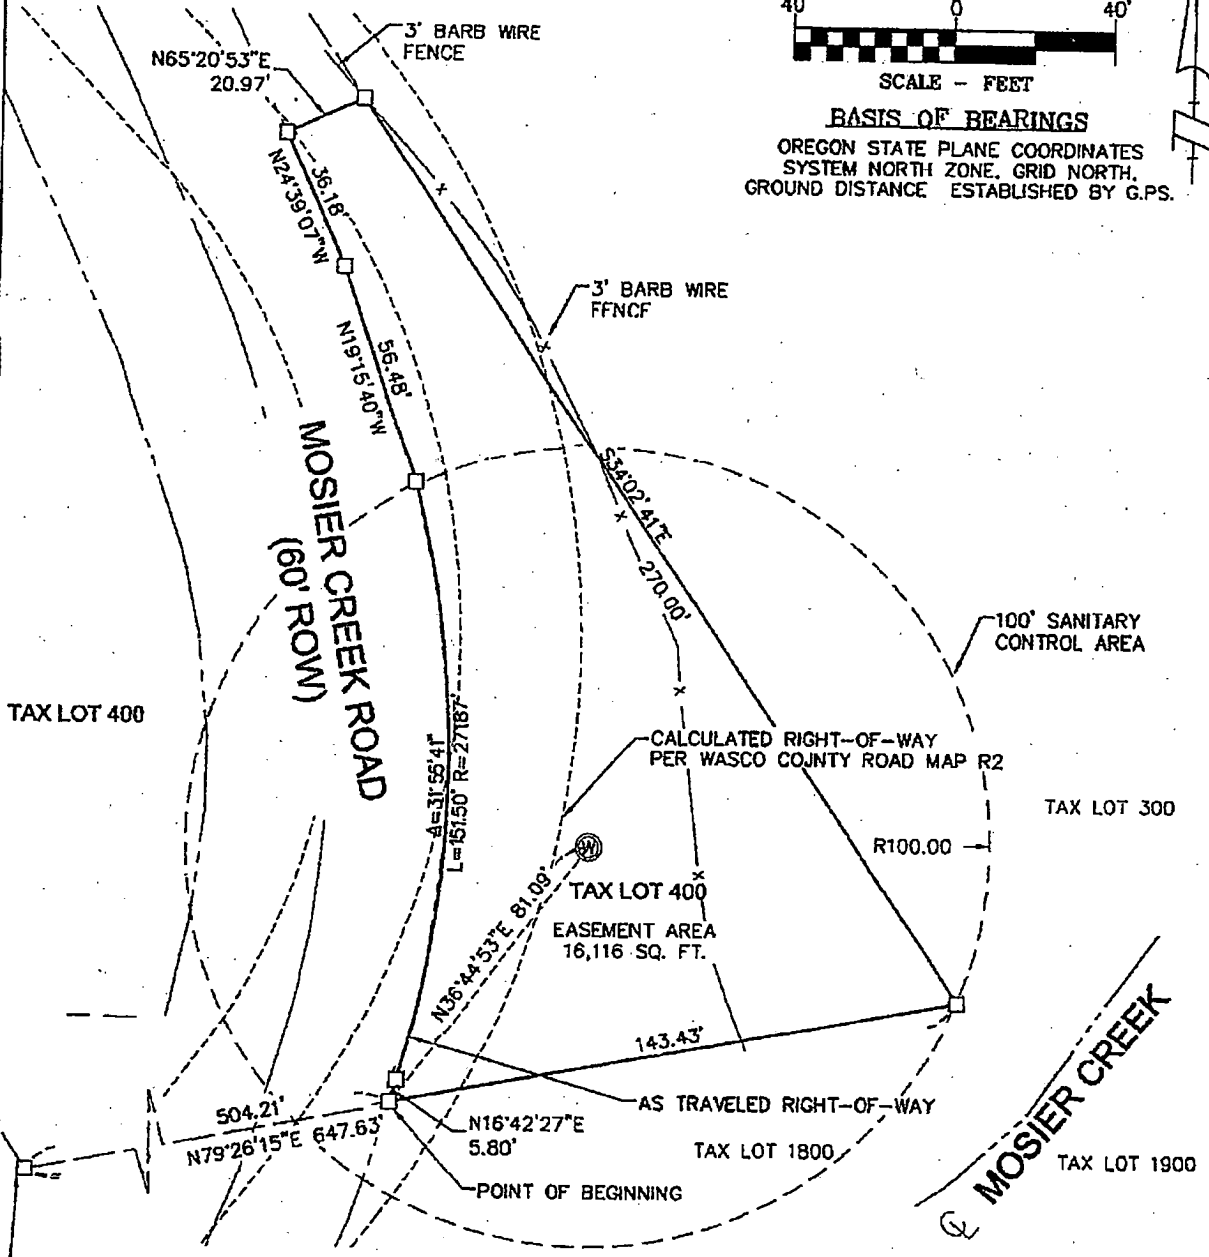 40'
0
40'
SCALE - FEET
BASIS OF BEARINGS
OREGON STATE PLANE COORDINATES
SYSTEM NORTH ZONE. GRID NORTH.
GROUND DISTANCE ESTABLISHED BY G.PS.
3' BARB WIRE
FENCE
N65°20'53"E
20.97'
36.18'
N24°39'07"W
3' BARB WIRE
FFNCF
56.48'
N19°15'40"W
MOSIER CREEK ROAD
(60' ROW)
S34°02'41"E
270.00'
100' SANITARY
CONTROL AREA
TAX LOT 400
CALCULATED RIGHT-OF-WAY
PER WASCO COJNTY ROAD MAP R2
Δ=31°55'41"
L=151.50' R=271.87'
TAX LOT 300
R100.00
W
TAX LOT 400
N36°44'53"E 81.09'
EASEMENT AREA
16,116 SQ. FT.
143.43'
AS TRAVELED RIGHT-OF-WAY
504.21'
N79°26'15"E 647.63'
N16°42'27"E
5.80'
TAX LOT 1800
POINT OF BEGINNING
℄ MOSIER CREEK
TAX LOT 1900